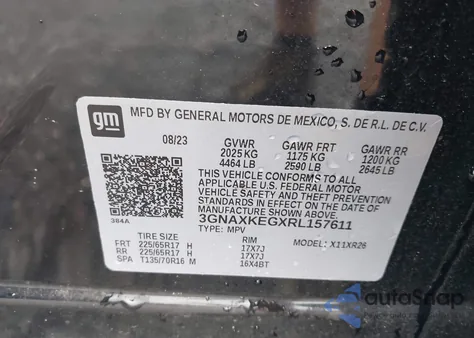 gm
MFD BY GENERAL MOTORS DE MEXICO, S. DE R.L. DE C.V.
08/23 GVWR GAWR FRT GAWR RR
2025 KG 1175 KG 1200 KG
4464 LB 2590 LB 2645 LB
THIS VEHICLE CONFORMS TO ALL
APPLICABLE U.S. FEDERAL MOTOR
VEHICLE SAFETY STANDARDS IN
EFFECT ON THE DATE OF
MANUFACTURE SHOWN ABOVE.
3GNAXKEGXRL157611
TYPE: MPV MODEL: X11XR26
384A
TIRE SIZE RIM
FRT 225/65R17 H 17X7J
RR 225/65R17 H 17X7J
SPA T135/70R16 M 16X4BT
autoSnap